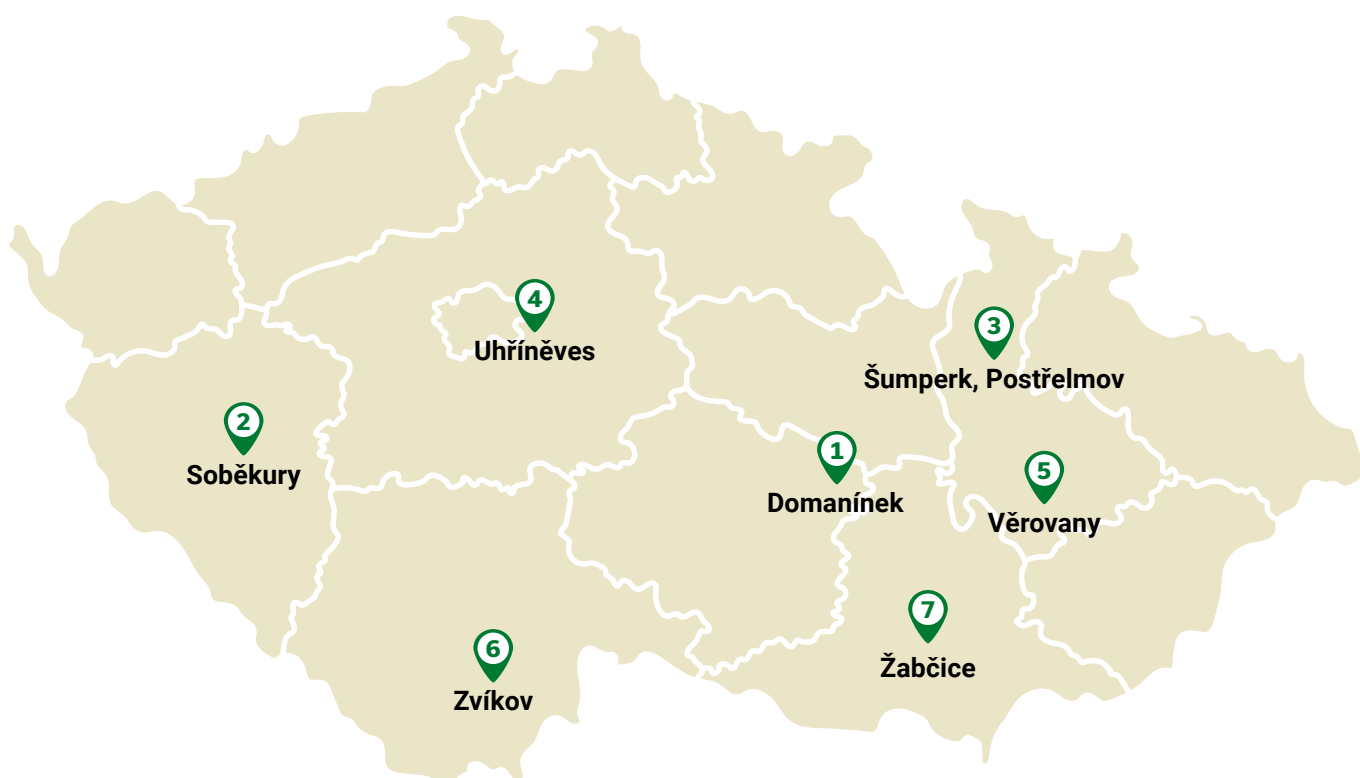 4
Uhříněves
3
Šumperk, Postřelmov
2
Soběkury
1
Domanínek
5
Věrovany
7
Žabčice
6
Zvíkov